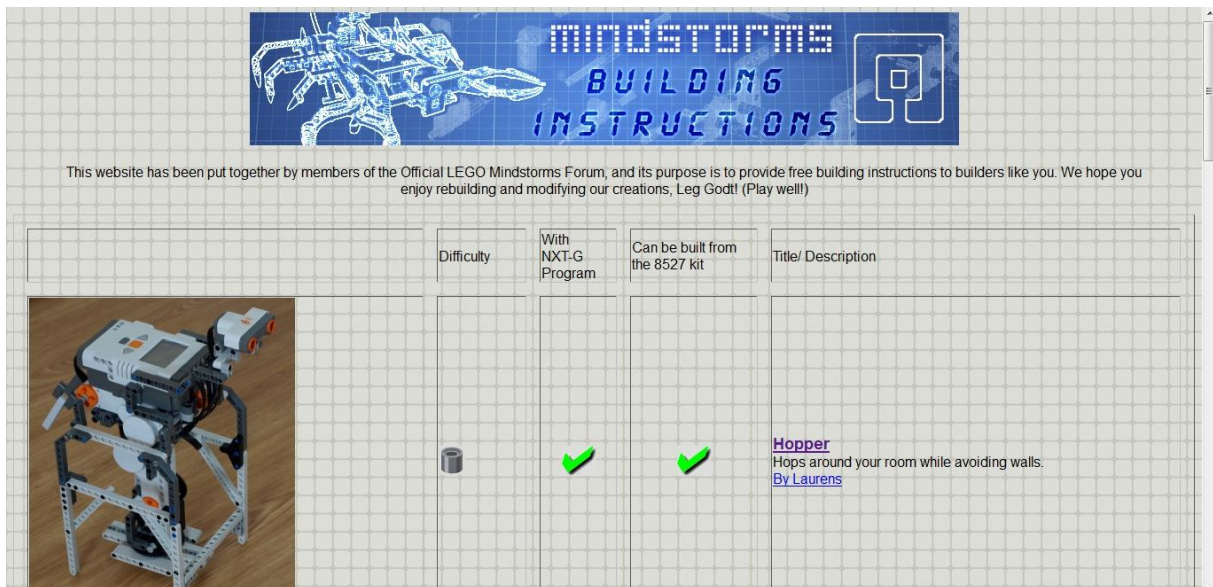 mindstorms
BUILDING
INSTRUCTIONS
This website has been put together by members of the Official LEGO Mindstorms Forum, and its purpose is to provide free building instructions to builders like you. We hope you
enjoy rebuilding and modifying our creations, Leg Godt! (Play well!)
Difficulty
With
NXT-G
Program
Can be built from
the 8527 kit
Title/ Description
Hopper
Hops around your room while avoiding walls.
By Laurens